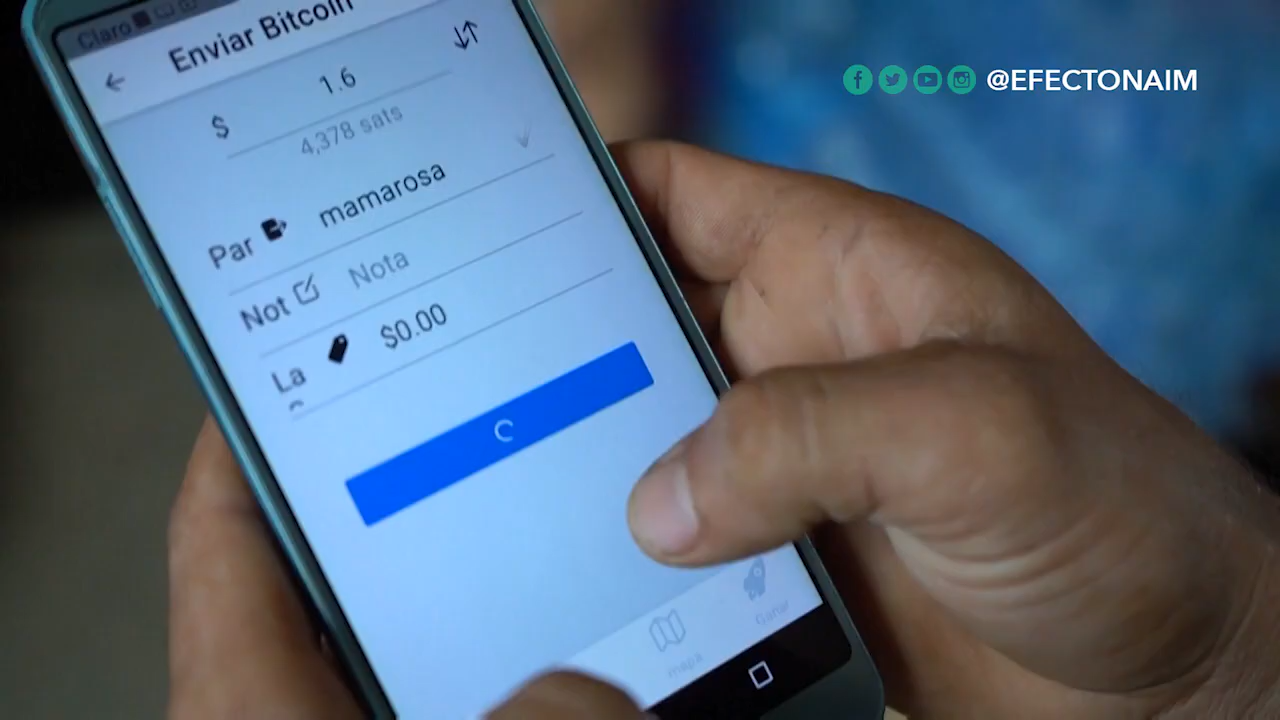 Claro
Enviar Bitcoin
$ 1.6
4,378 sats
Par mamarosa
Not Nota
La $0.00
mapa
Ganar
@EFECTONAIM